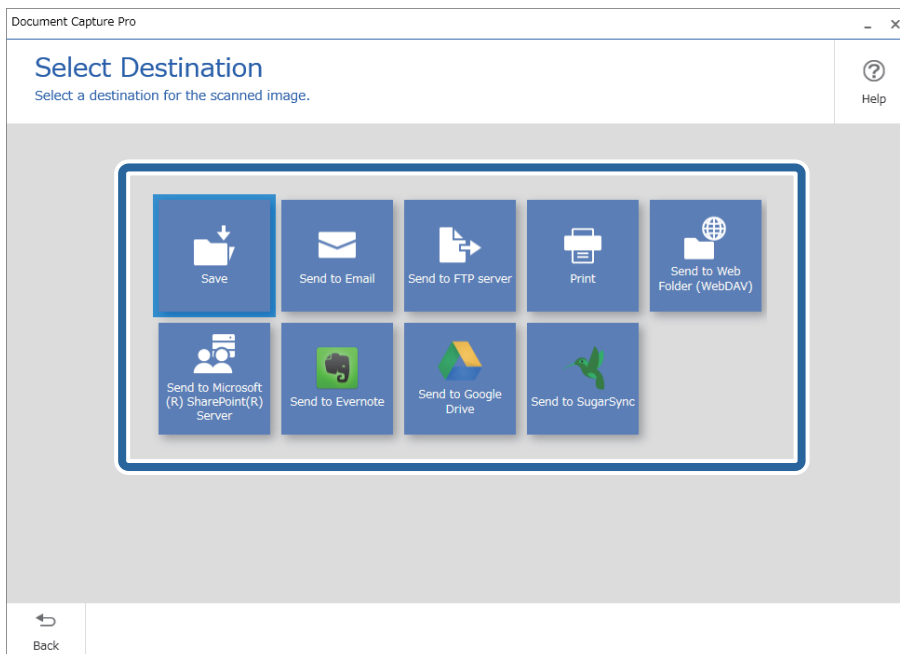 Document Capture Pro
Select Destination
Select a destination for the scanned image.
Help
Save
Send to Email
Send to FTP server
Print
Send to Web
Folder (WebDAV)
Send to Microsoft
(R) SharePoint(R)
Server
Send to Evernote
Send to Google
Drive
Send to SugarSync
Back